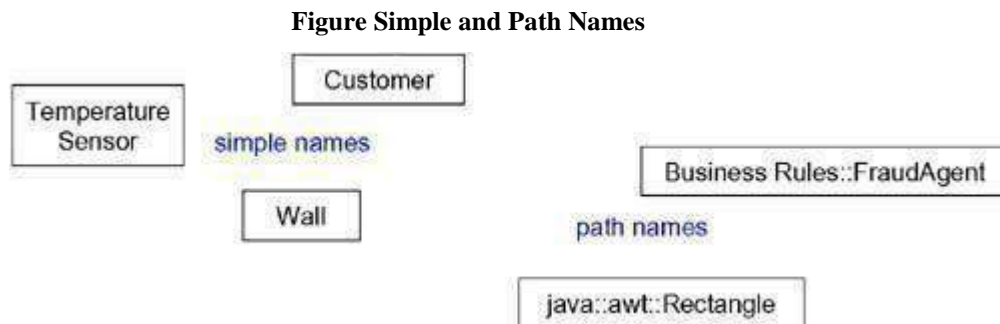 Figure Simple and Path Names
Customer
Temperature
Sensor
simple names
Business Rules::FraudAgent
Wall
path names
java::awt::Rectangle